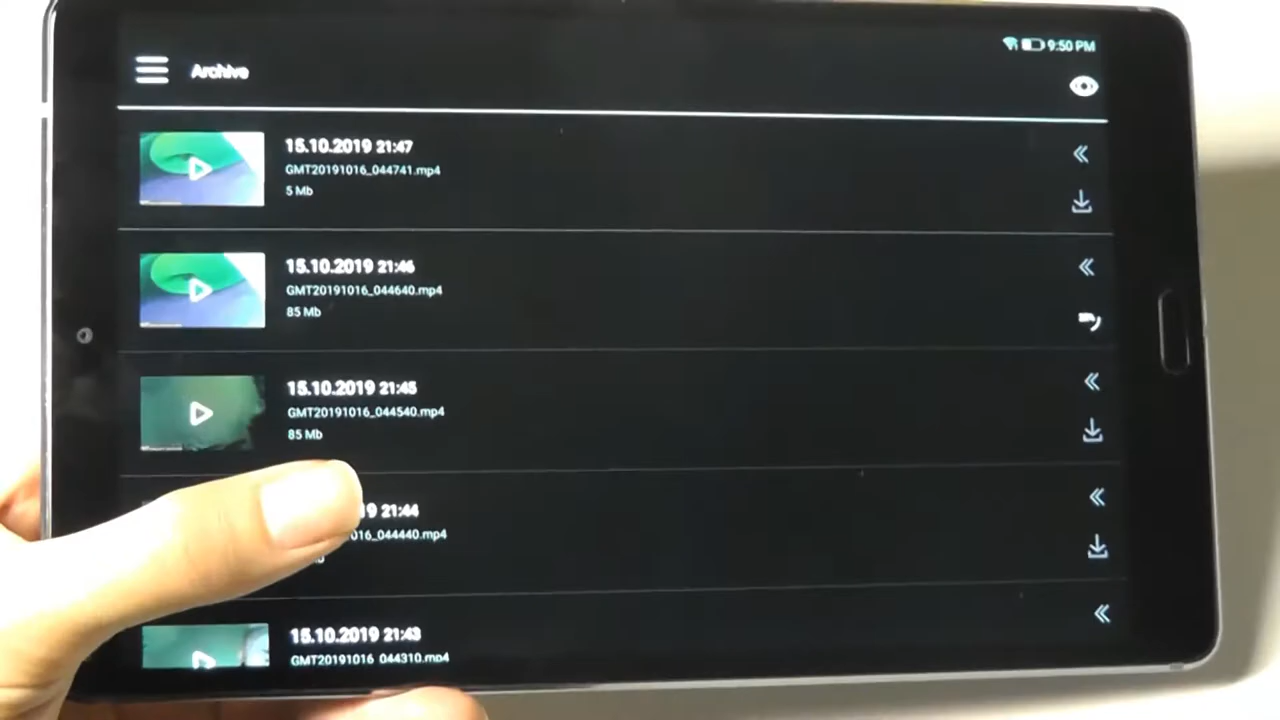 9:50 PM
Archive
15.10.2019 21:47
GMT20191016_044741.mp4
5 Mb
15.10.2019 21:46
GMT20191016_044640.mp4
85 Mb
15.10.2019 21:45
GMT20191016_044540.mp4
85 Mb
19 21:44
016_044440.mp4
15.10.2019 21:43
GMT20191016_044310.mp4